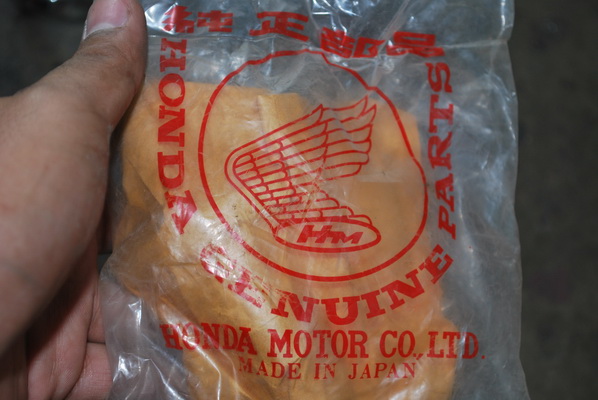 純正部品
HONDA GENUINE PARTS
HM
HONDA MOTOR CO., LTD.
MADE IN JAPAN